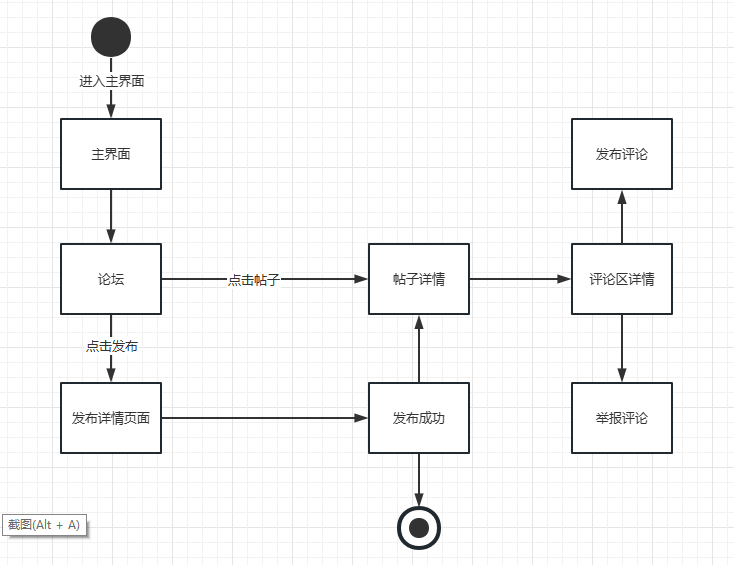 进入主界面
主界面
发布评论
论坛
点击帖子
帖子详情
评论区详情
点击发布
发布详情页面
发布成功
举报评论
截图(Alt + A)